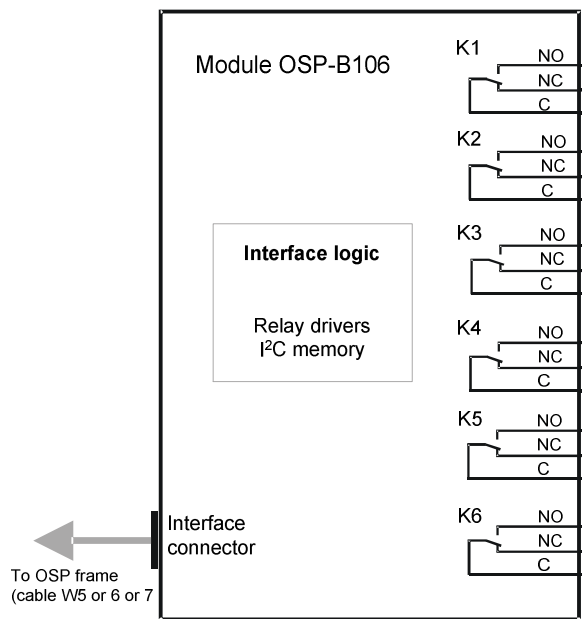 Module OSP-B106
K1
NO
NC
C
K2
NO
NC
C
K3
NO
NC
C
Interface logic
Relay drivers
I²C memory
K4
NO
NC
C
K5
NO
NC
C
K6
NO
NC
C
Interface
connector
To OSP frame
(cable W5 or 6 or 7